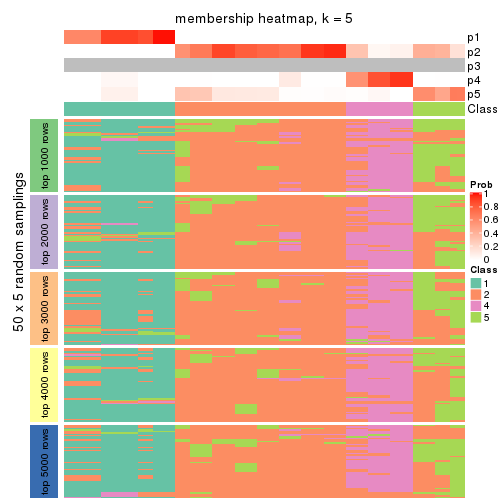 membership heatmap, k = 5
p1
p2
p3
p4
p5
Class
50 x 5 random samplings
top 1000 rows
top 2000 rows
top 3000 rows
top 4000 rows
top 5000 rows
Prob
1
0.8
0.6
0.4
0.2
0
Class
1
2
4
5